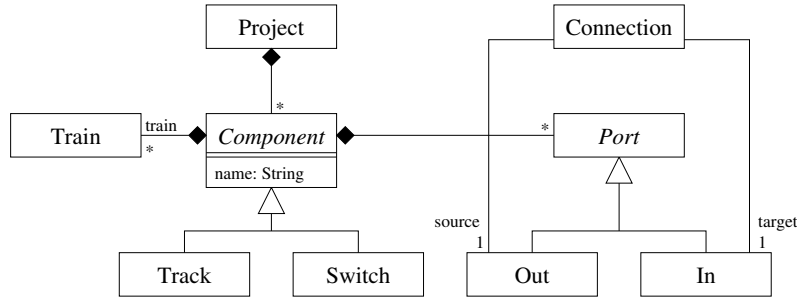 Project
Connection
*
Train
train
*
Component
name: String
*
Port
source
1
target
1
Track
Switch
Out
In